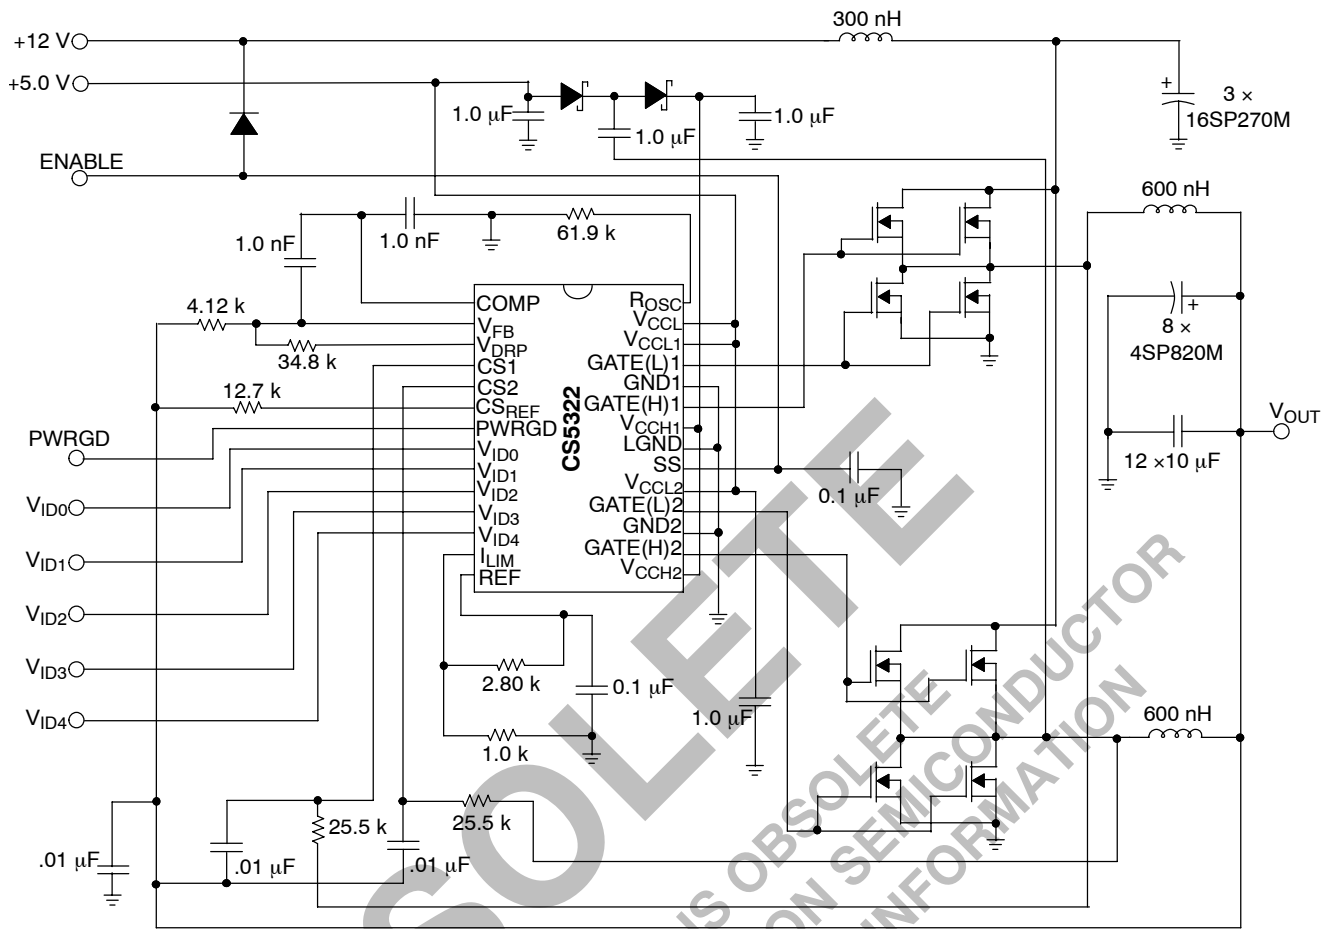 300 nH
+12 V
+5.0 V
+
3 ×
16SP270M
1.0 μF
1.0 μF
1.0 μF
ENABLE
600 nH
1.0 nF
1.0 nF
61.9 k
4.12 k
34.8 k
12.7 k
+
8 ×
4SP820M
COMP
VFB
VDRP
CS1
CS2
CSREF
PWRGD
VID0
VID1
VID2
VID3
VID4
ILIM
REF
CS5322
ROSC
VCCL
VCCL1
GATE(L)1
GND1
GATE(H)1
VCCH1
LGND
SS
VCCL2
GATE(L)2
GND2
GATE(H)2
VCCH2
VOUT
12 ×10 μF
PWRGD
0.1 μF
VID0
VID1
VID2
VID3
VID4
2.80 k
0.1 μF
1.0 μF
1.0 k
600 nH
25.5 k
25.5 k
.01 μF
.01 μF
.01 μF
SOLETE
IS OBSOLETE
ON SEMICONDUCTOR
INFORMATION